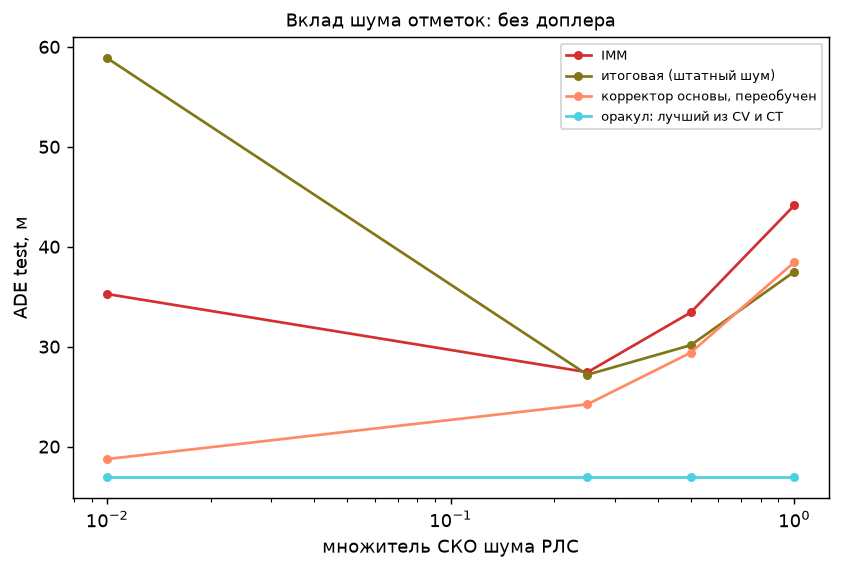 Вклад шума отметок: без доплера
IMM
итоговая (штатный шум)
корректор основы, переобучен
оракул: лучший из CV и CT
ADE test, м
60
50
40
30
20
10⁻²
10⁻¹
10⁰
множитель СКО шума РЛС